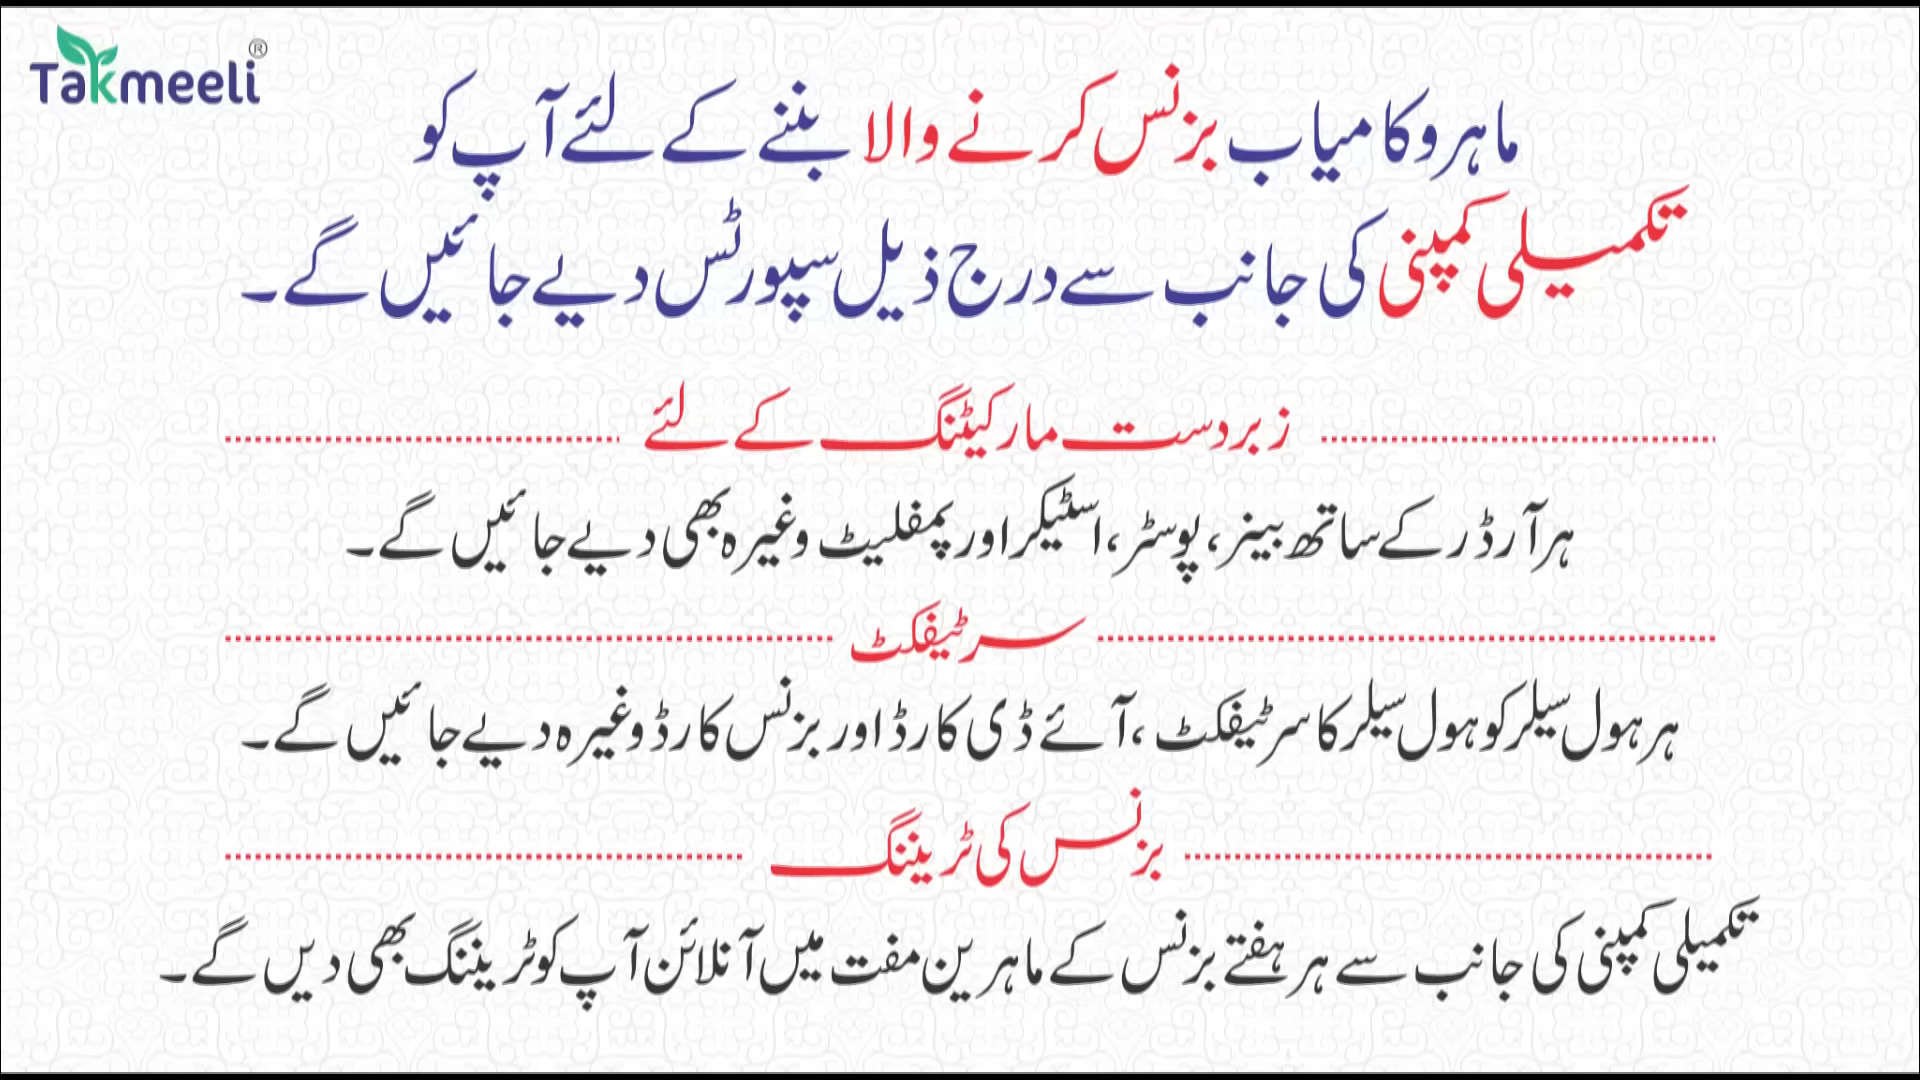 Takmeeli®
ماہر و کامیاب بزنس کرنے والا بننے کے لئے آپ کو
تکمیلی کمپنی کی جانب سے درج ذیل سپورٹس دیے جائیں گے۔
زبردست مارکیٹنگ کے لئے
ہر آرڈر کے ساتھ بینر، پوسٹر، اسٹیکر اور پمفلیٹ وغیرہ بھی دیے جائیں گے۔
سرٹیفکٹ
ہر ہول سیلر کو ہول سیلر کا سرٹیفکٹ، آئے ڈی کارڈ اور بزنس کارڈ وغیرہ دیے جائیں گے۔
بزنس کی ٹریننگ
تکمیلی کمپنی کی جانب سے ہر ہفتے بزنس کے ماہرین مفت میں آنلائن آپ کو ٹریننگ بھی دیں گے۔